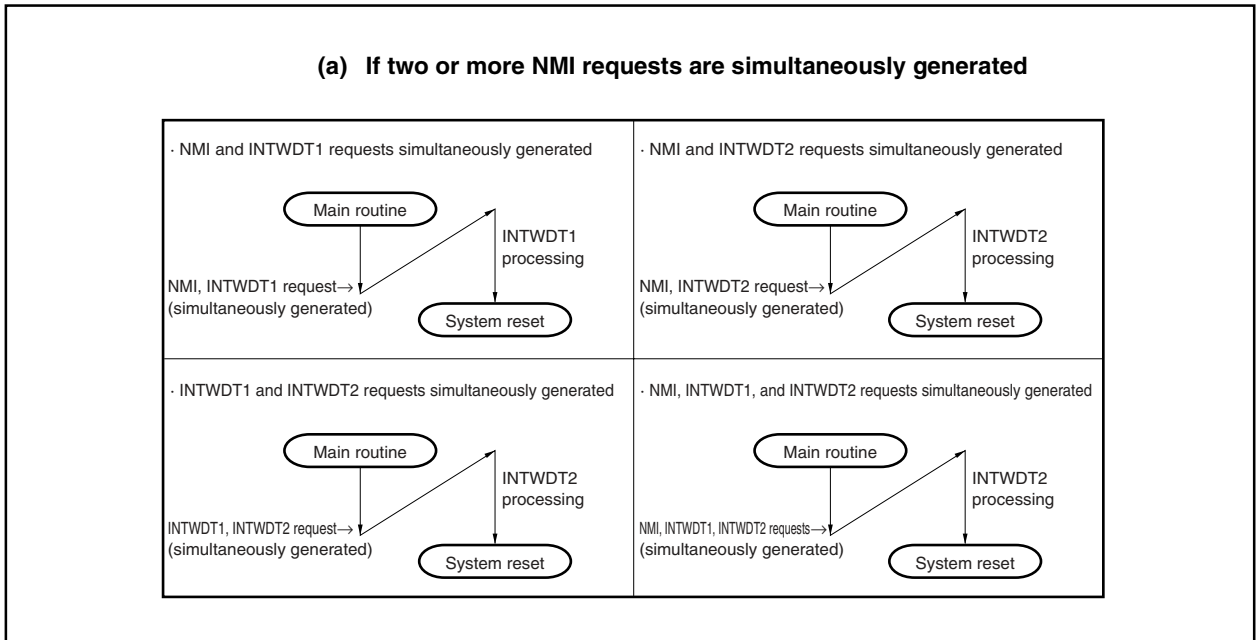 (a) If two or more NMI requests are simultaneously generated
· NMI and INTWDT1 requests simultaneously generated
Main routine
INTWDT1
processing
NMI, INTWDT1 request→
(simultaneously generated)
System reset
· NMI and INTWDT2 requests simultaneously generated
Main routine
INTWDT2
processing
NMI, INTWDT2 request→
(simultaneously generated)
System reset
· INTWDT1 and INTWDT2 requests simultaneously generated
Main routine
INTWDT2
processing
INTWDT1, INTWDT2 request→
(simultaneously generated)
System reset
· NMI, INTWDT1, and INTWDT2 requests simultaneously generated
Main routine
INTWDT2
processing
NMI, INTWDT1, INTWDT2 requests→
(simultaneously generated)
System reset